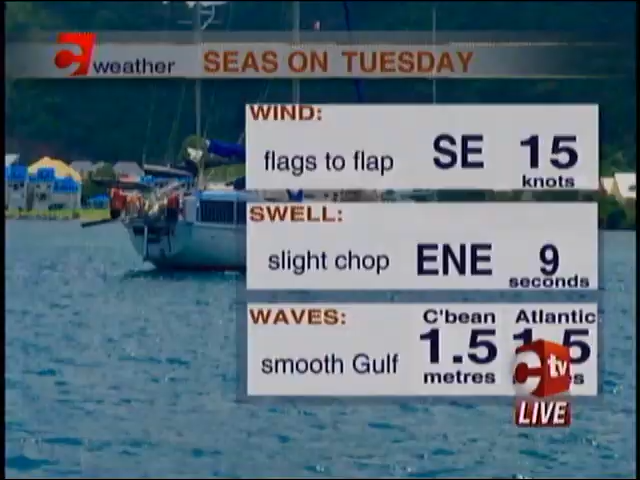 weather SEAS ON TUESDAY
WIND:
flags to flap SE 15
knots
SWELL:
slight chop ENE 9
seconds
WAVES: C'bean Atlantic
smooth Gulf 1.5
metres
C tv
LIVE